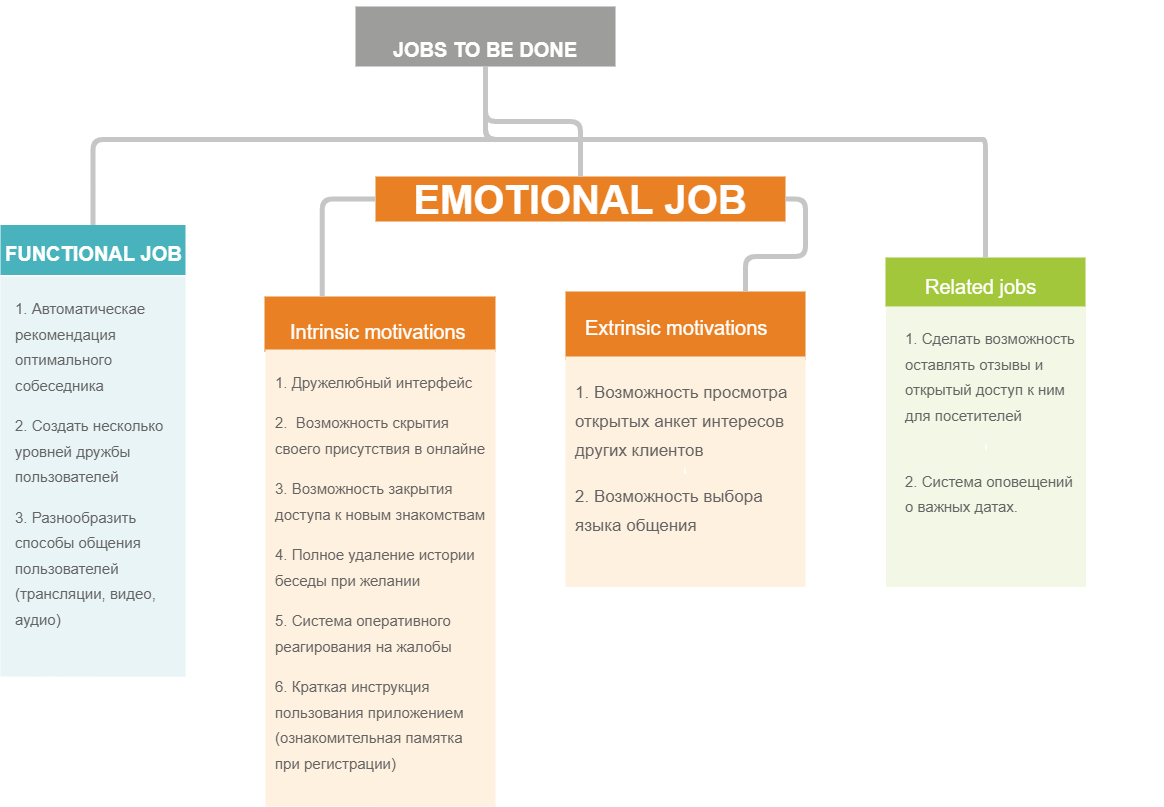 JOBS TO BE DONE
EMOTIONAL JOB
FUNCTIONAL JOB
1. Автоматическае
рекомендация
оптимального
собеседника
2. Создать несколько
уровней дружбы
пользователей
3. Разнообразить
способы общения
пользователей
(трансляции, видео,
аудио)
Intrinsic motivations
1. Дружелюбный интерфейс
2. Возможность скрытия
своего присутствия в онлайне
3. Возможность закрытия
доступа к новым знакомствам
4. Полное удаление истории
беседы при желании
5. Система оперативного
реагирования на жалобы
6. Краткая инструкция
пользования приложением
(ознакомительная памятка
при регистрации)
Extrinsic motivations
1. Возможность просмотра
открытых анкет интересов
других клиентов
2. Возможность выбора
языка общения
Related jobs
1. Сделать возможность
оставлять отзывы и
открытый доступ к ним
для посетителей
2. Система оповещений
о важных датах.